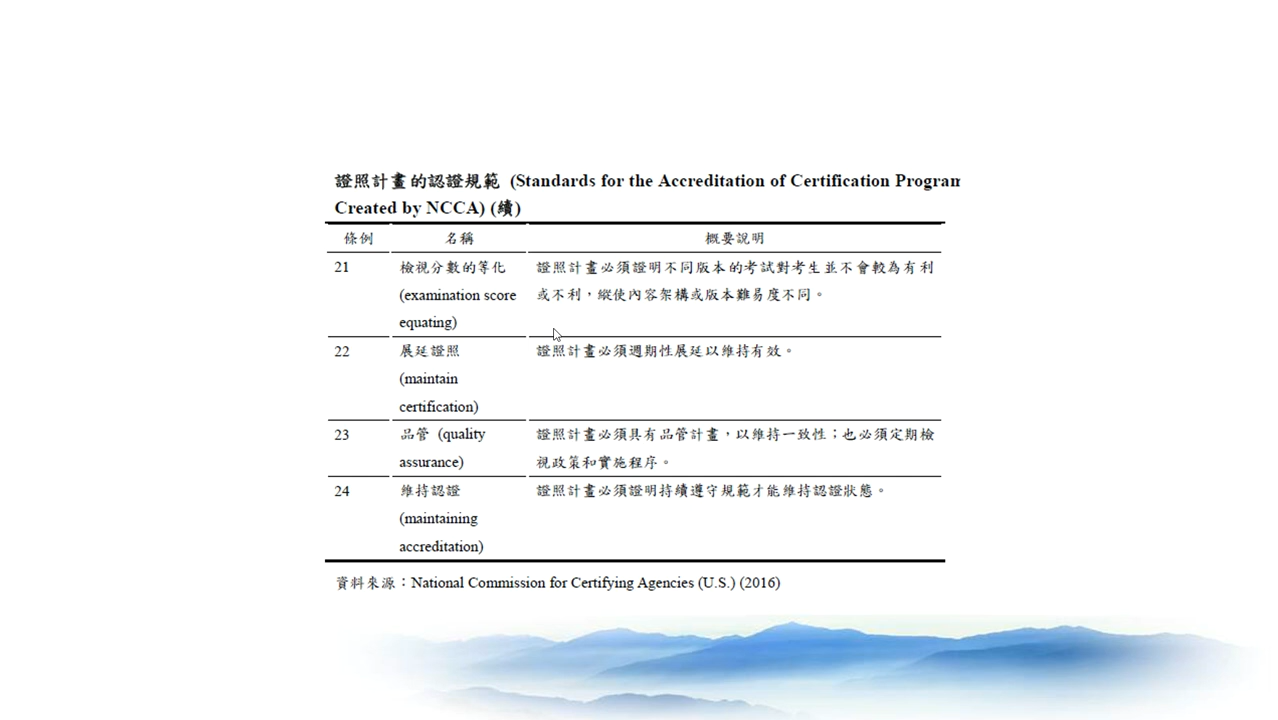 證照計畫的認證規範 (Standards for the Accreditation of Certification Program
Created by NCCA) (續)
條例 名稱 概要說明
21 檢視分數的等化 證照計畫必須證明不同版本的考試對考生並不會較為有利
(examination score 或不利，縱使內容架構或版本難易度不同。
equating)
22 展延證照 證照計畫必須週期性展延以維持有效。
(maintain
certification)
23 品管 (quality 證照計畫必須具有品管計畫，以維持一致性；也必須定期檢
assurance) 視政策和實施程序。
24 維持認證 證照計畫必須證明持續遵守規範才能維持認證狀態。
(maintaining
accreditation)
資料來源：National Commission for Certifying Agencies (U.S.) (2016)